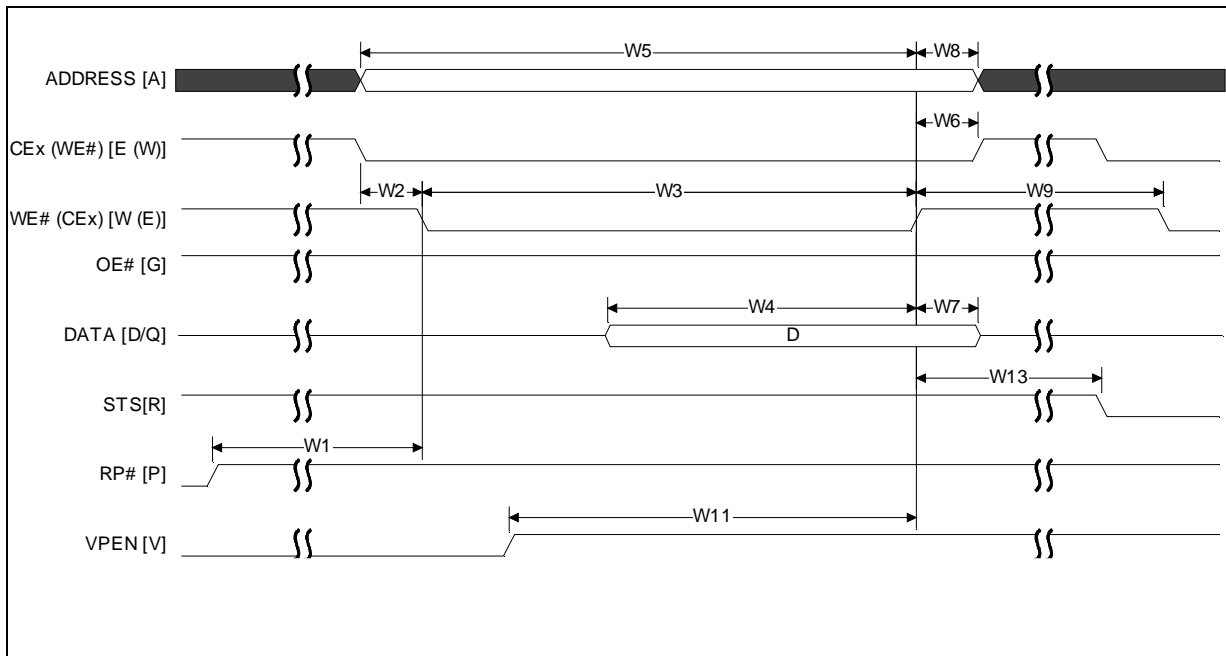 W5
W8
ADDRESS [A]
W6
CEx (WE#) [E (W)]
W2
W3
W9
WE# (CEx) [W (E)]
OE# [G]
W4
W7
DATA [D/Q]
D
W13
STS[R]
W1
RP# [P]
W11
VPEN [V]